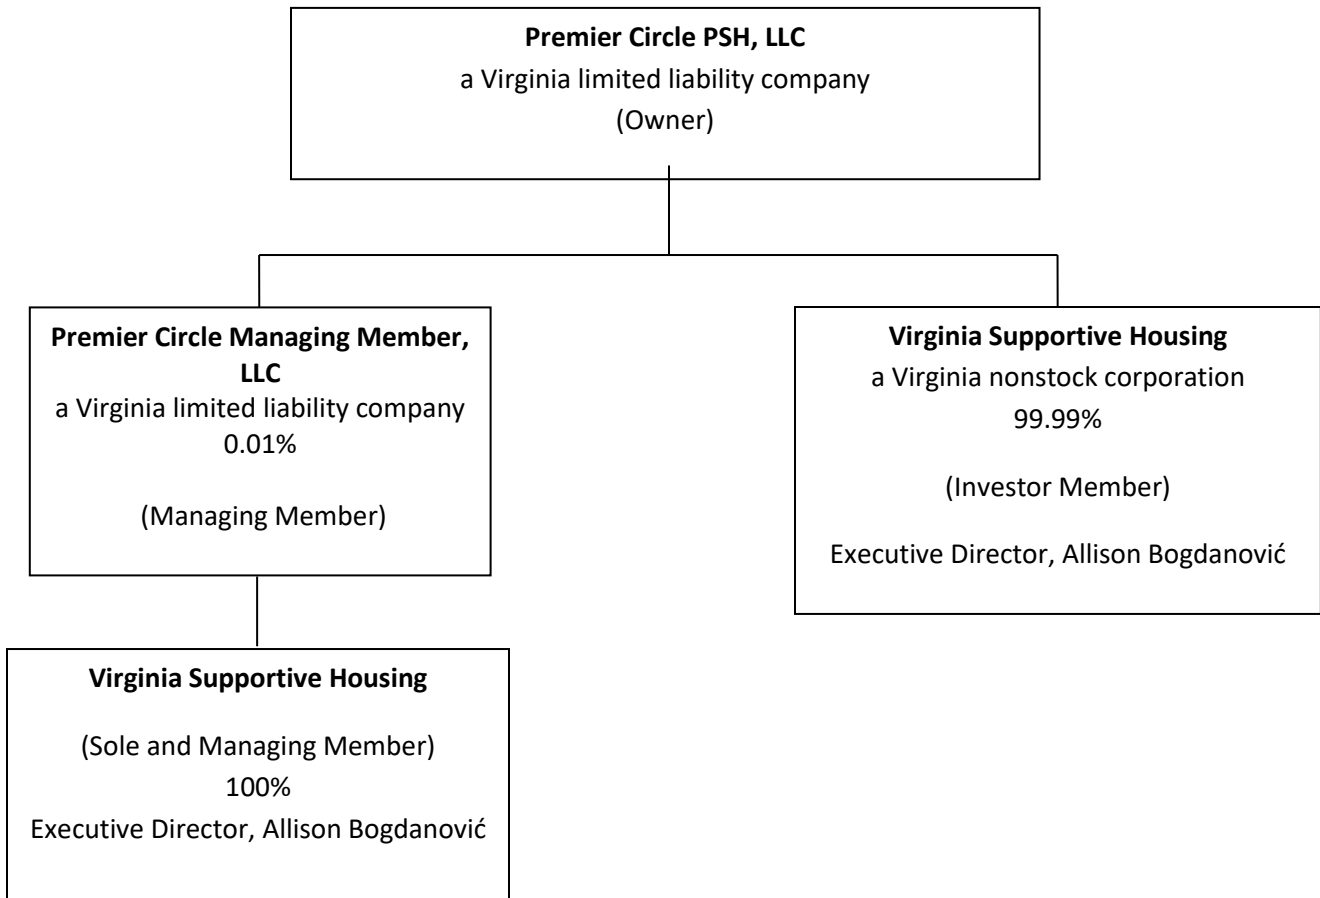 Premier Circle PSH, LLC
a Virginia limited liability company
(Owner)
Premier Circle Managing Member,
LLC
a Virginia limited liability company
0.01%
(Managing Member)
Virginia Supportive Housing
a Virginia nonstock corporation
99.99%
(Investor Member)
Executive Director, Allison Bogdanović
Virginia Supportive Housing
(Sole and Managing Member)
100%
Executive Director, Allison Bogdanović